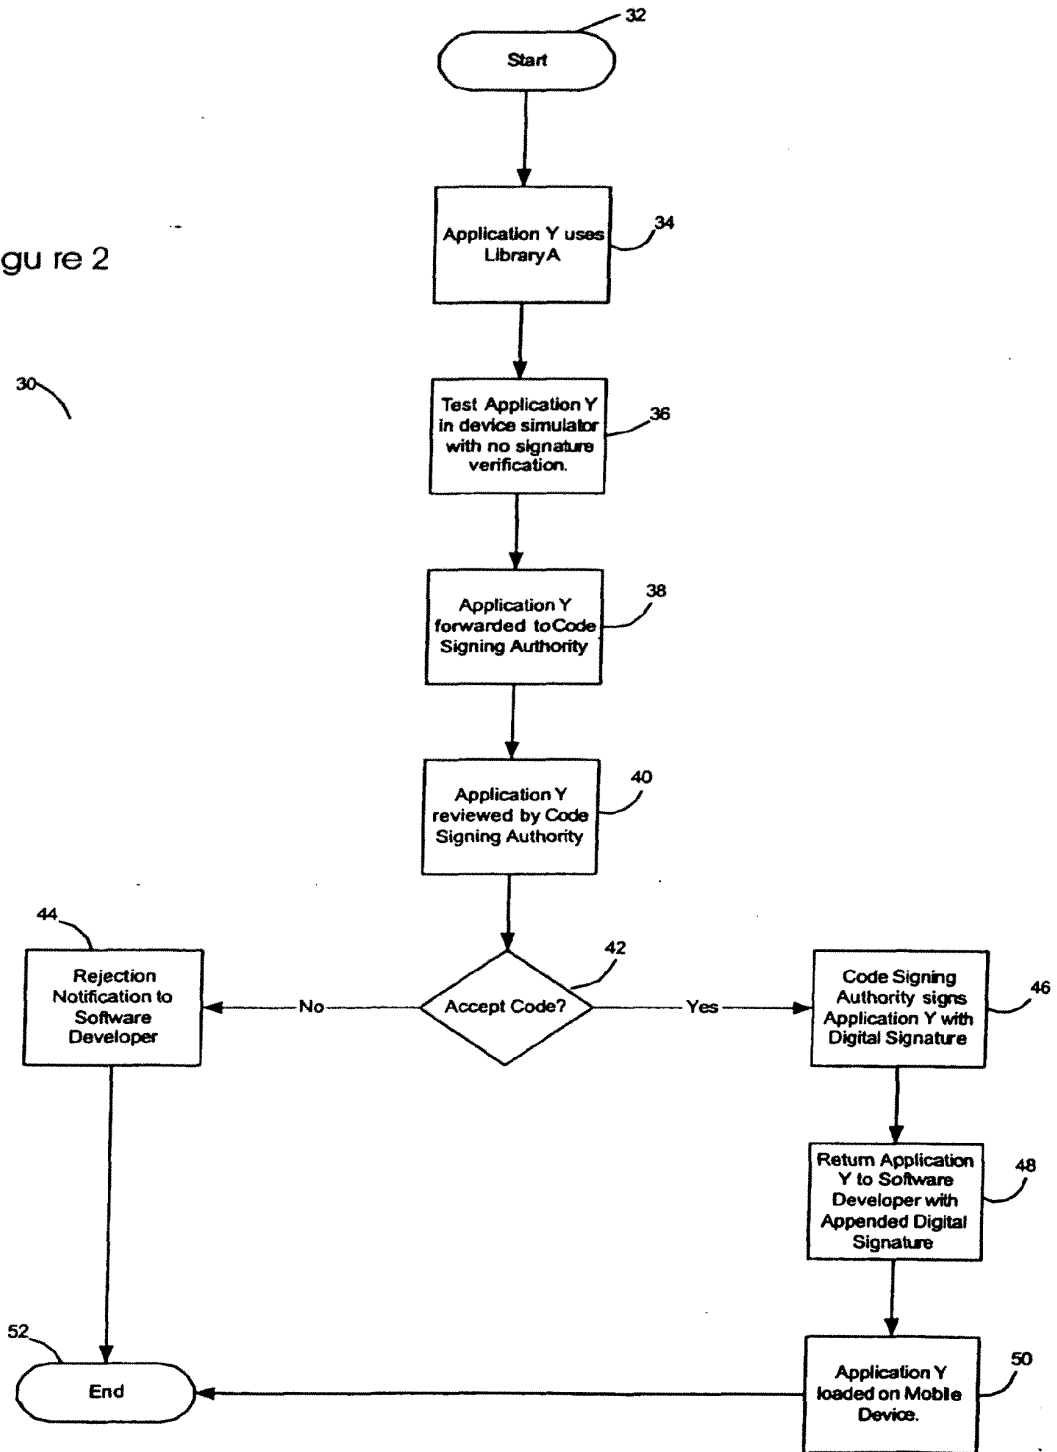 32
Start
Application Y uses
Library A
34
gu re 2
30
Test Application Y
in device simulator
with no signature
verification.
36
Application Y
forwarded to Code
Signing Authority
38
Application Y
reviewed by Code
Signing Authority
40
44
Rejection
Notification to
Software
Developer
No
Accept Code?
42
Yes
Code Signing
Authority signs
Application Y with
Digital Signature
46
Return Application
Y to Software
Developer with
Appended Digital
Signature
48
52
End
Application Y
loaded on Mobile
Device.
50